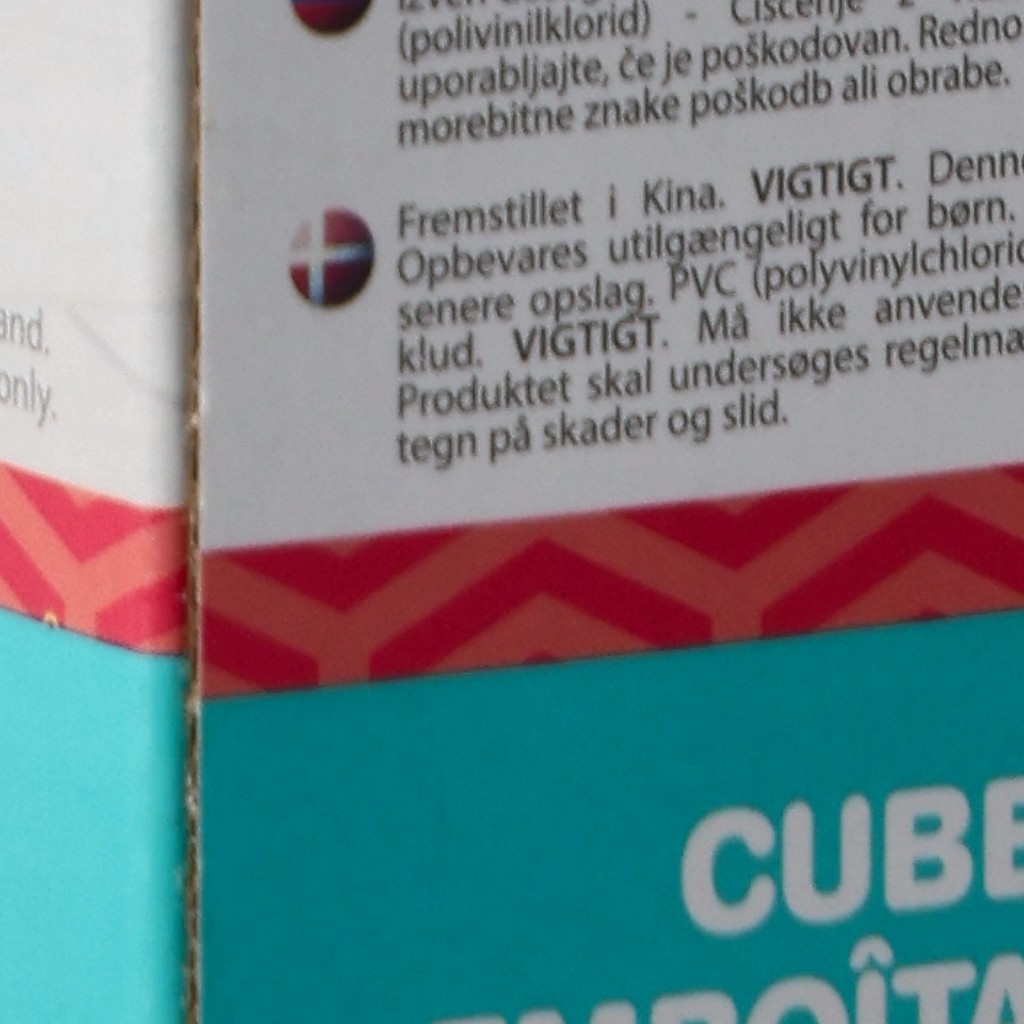 (polivinilklorid) - Čiščenje z
uporabljajte, če je poškodovan. Redno
morebitne znake poškodb ali obrabe.
Fremstillet i Kina. VIGTIGT. Denne
Opbevares utilgængeligt for børn.
senere opslag. PVC (polyvinylchlorid
klud. VIGTIGT. Må ikke anvende
Produktet skal undersøges regelmæ
tegn på skader og slid.
and.
only.
CUBE
EMBOÎTA